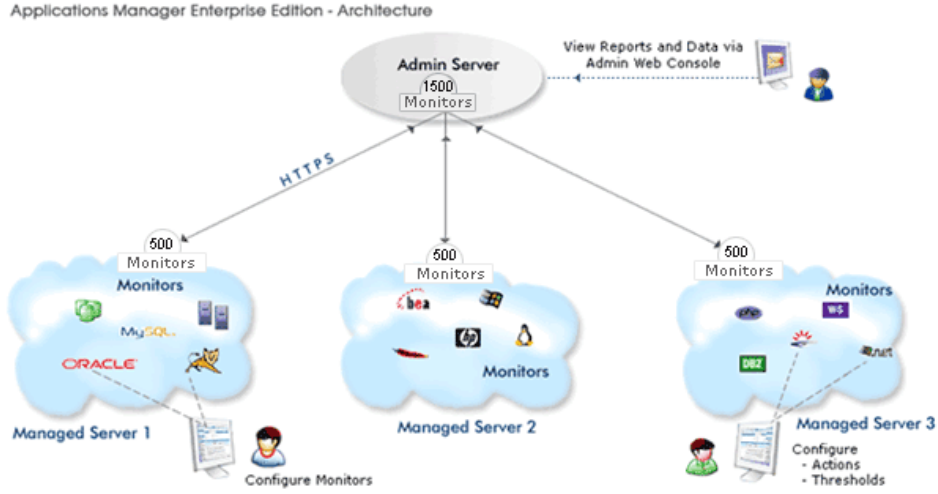 Applications Manager Enterprise Edition - Architecture
View Reports and Data via
Admin Web Console
Admin Server
1500
Monitors
HTTPS
500
Monitors
500
Monitors
500
Monitors
Monitors
MySQL
ORACLE
bea
hp
Monitors
Monitors
php
WS
DB2
.net
Managed Server 1
Managed Server 2
Managed Server 3
Configure Monitors
Configure
- Actions
- Thresholds